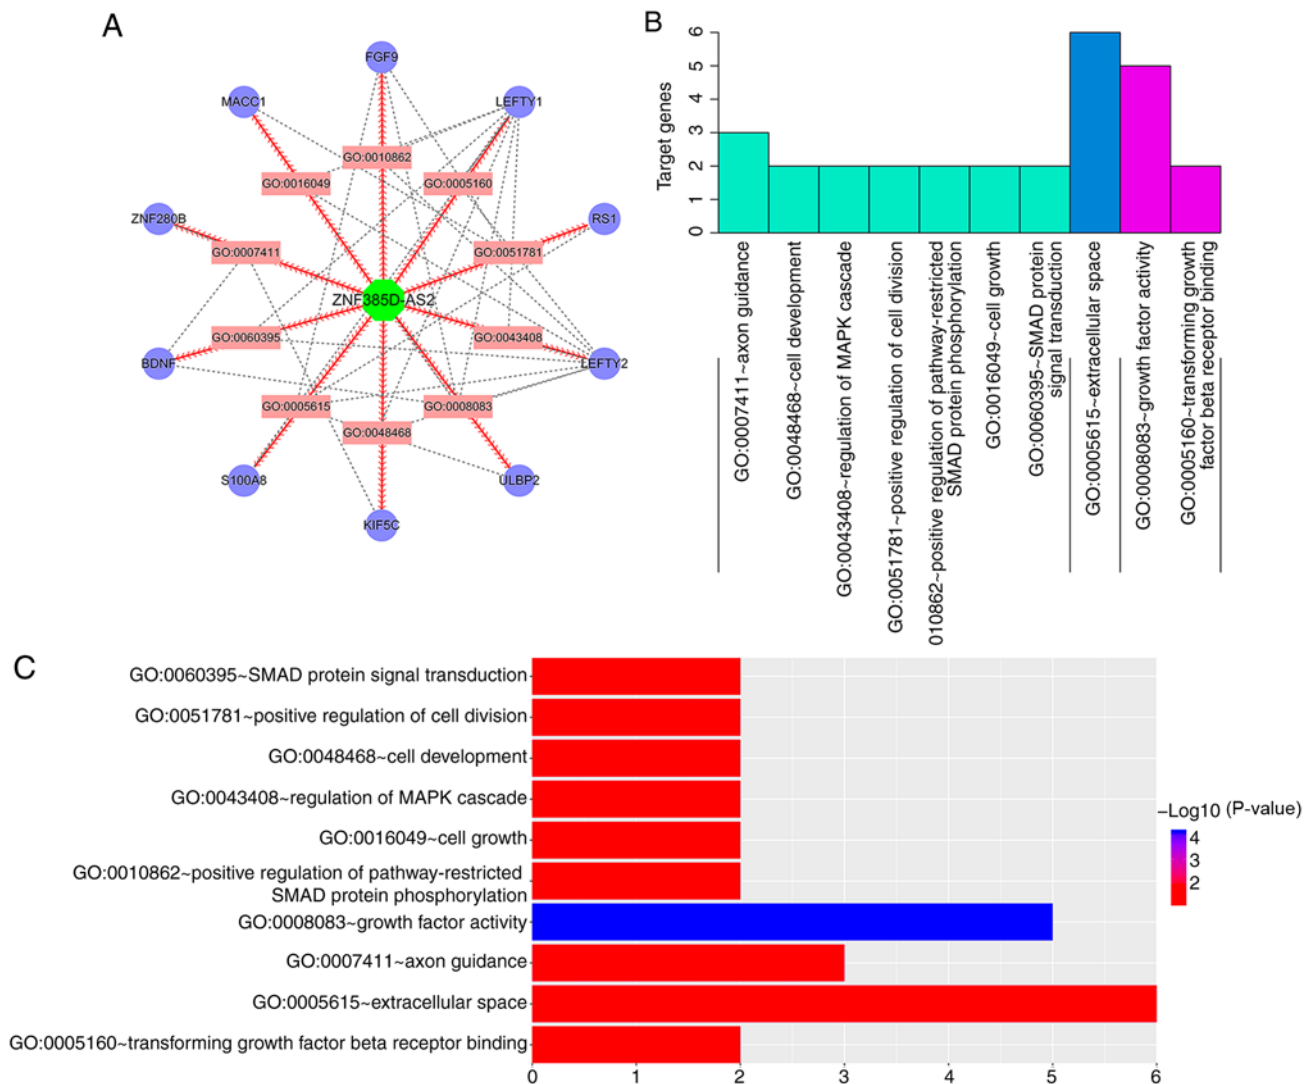 A
FGF9
MACC1
LEFTY1
GO:0010862
GO:0016049
GO:0005160
ZNF280B
RS1
GO:0007411
GO:0051781
ZNF385D-AS2
GO:0060395
GO:0043408
BDNF
LEFTY2
GO:0005615
GO:0008083
GO:0048468
S100A8
ULBP2
KIF5C
B
Target genes
6
5
4
3
2
1
0
GO:0007411~axon guidance
GO:0048468~cell development
GO:0043408~regulation of MAPK cascade
GO:0051781~positive regulation of cell division
010862~positive regulation of pathway-restricted
SMAD protein phosphorylation
GO:0016049~cell growth
GO:0060395~SMAD protein
signal transduction
GO:0005615~extracellular space
GO:0008083~growth factor activity
GO:0005160~transforming growth
factor beta receptor binding
C
GO:0060395~SMAD protein signal transduction
GO:0051781~positive regulation of cell division
GO:0048468~cell development
GO:0043408~regulation of MAPK cascade
GO:0016049~cell growth
GO:0010862~positive regulation of pathway-restricted
SMAD protein phosphorylation
GO:0008083~growth factor activity
GO:0007411~axon guidance
GO:0005615~extracellular space
GO:0005160~transforming growth factor beta receptor binding
0 1 2 3 4 5 6
−Log10 (P-value)
4
3
2